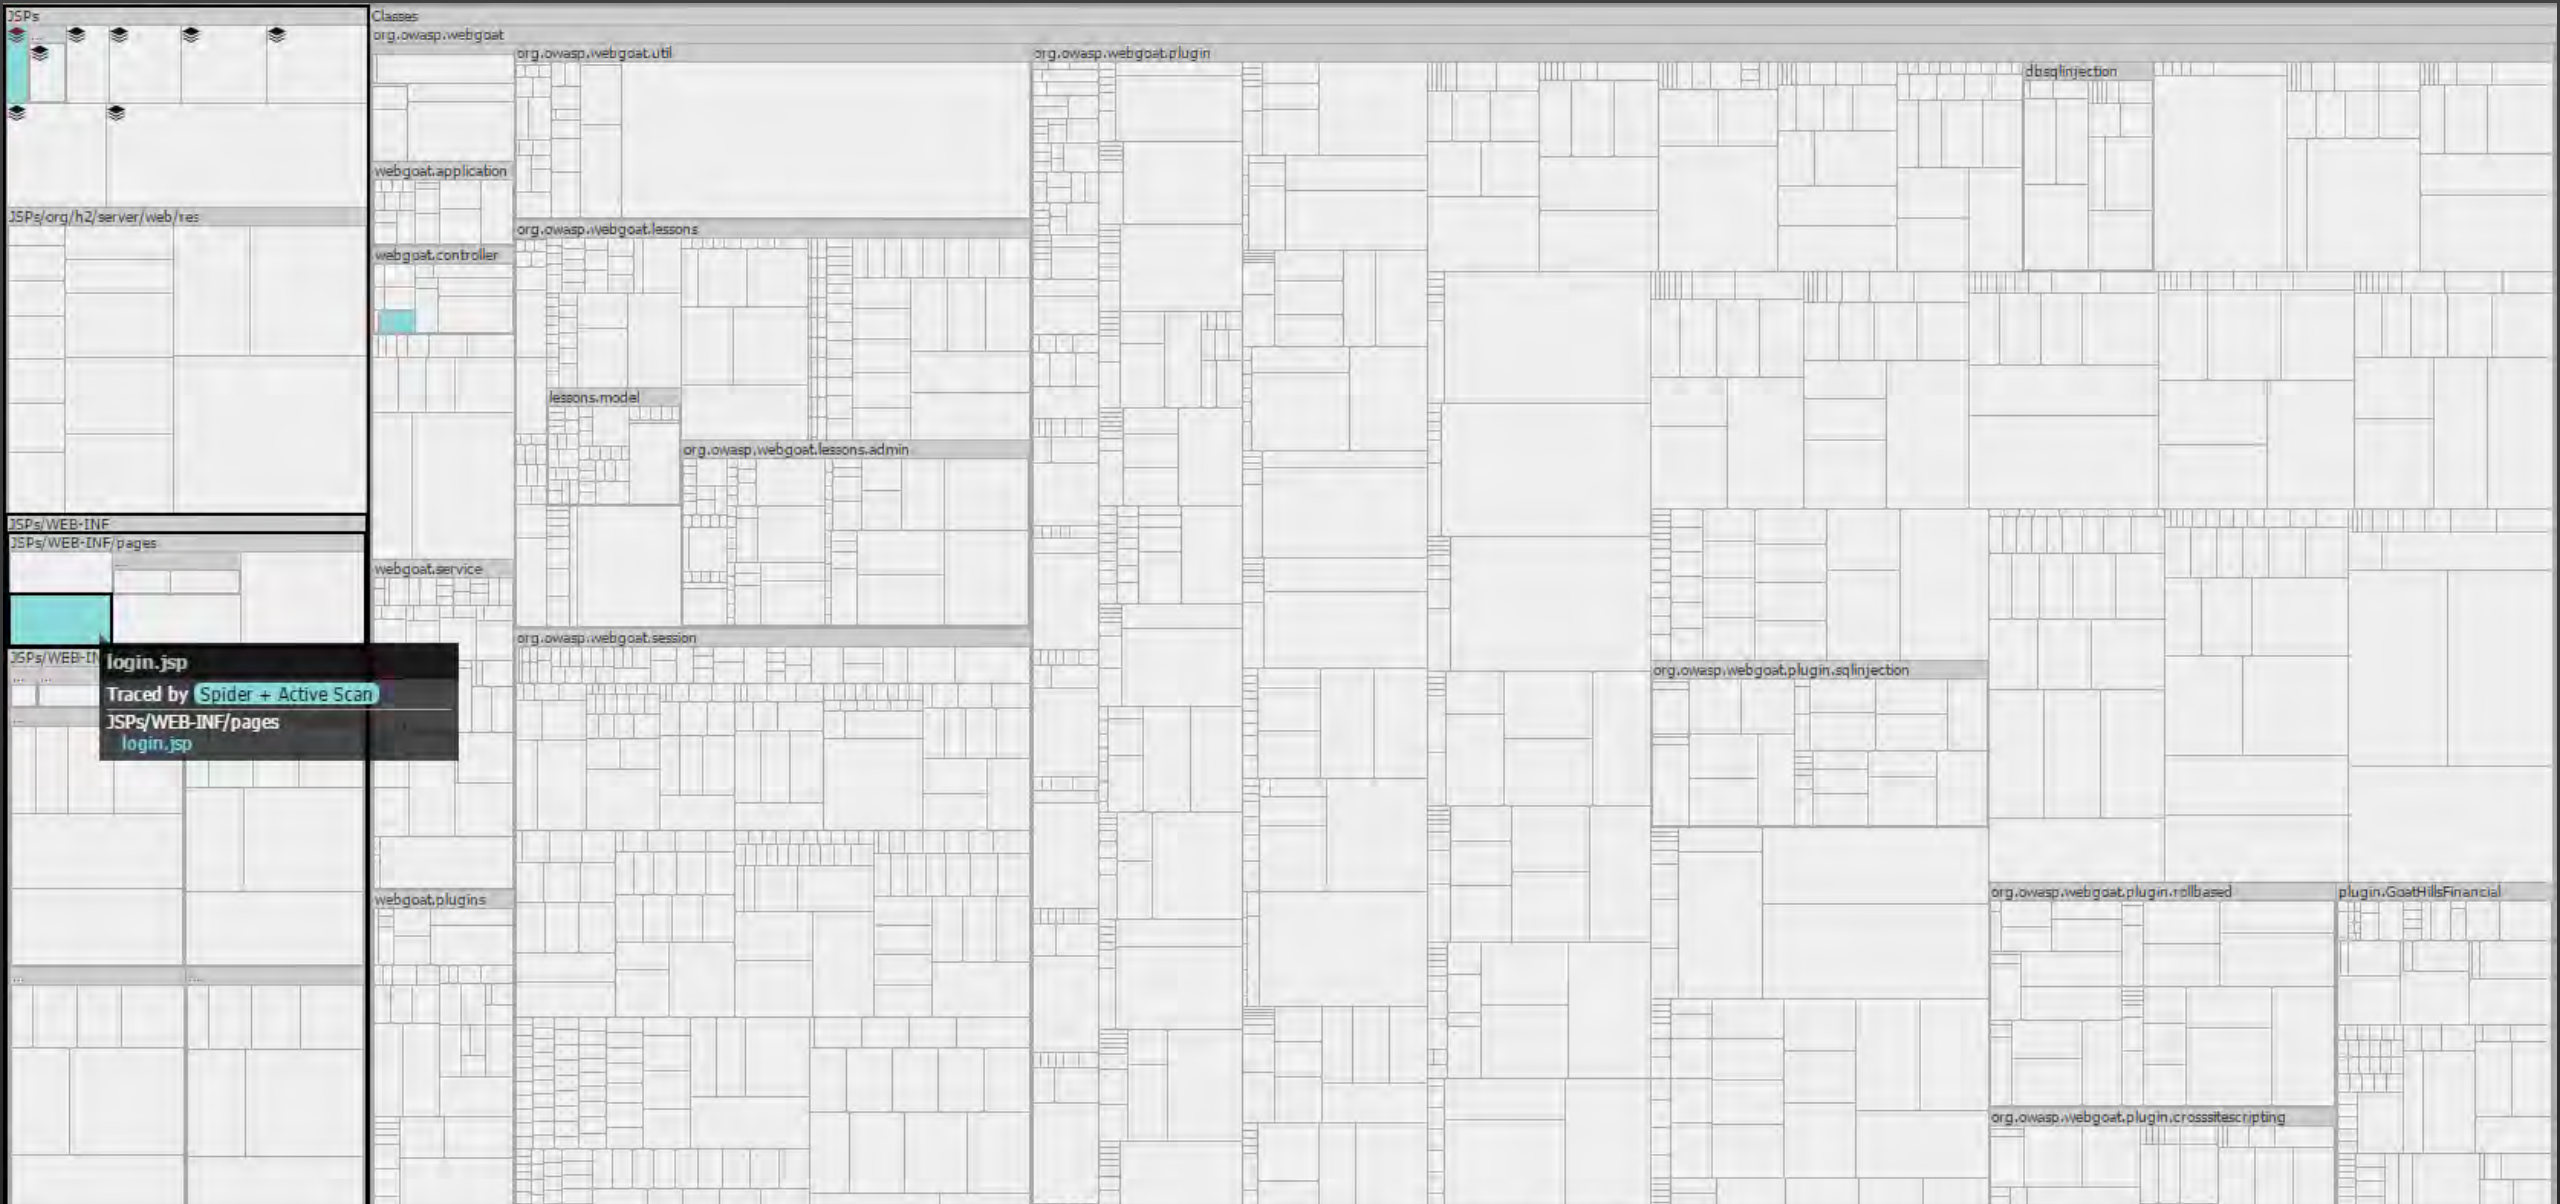 JSPs
...
JSPs/org/h2/server/web/res
JSPs/WEB-INF
JSPs/WEB-INF/pages
...
JSPs/WEB-IN
... ...
...
... ...
login.jsp
Traced by Spider + Active Scan
JSPs/WEB-INF/pages
login.jsp
Classes
org.owasp.webgoat
webgoat.application
webgoat.controller
webgoat.service
webgoat.plugins
org.owasp.webgoat.util
org.owasp.webgoat.lessons
lessons.model
org.owasp.webgoat.lessons.admin
org.owasp.webgoat.session
org.owasp.webgoat.plugin
dbsqlinjection
org.owasp.webgoat.plugin.sqlinjection
org.owasp.webgoat.plugin.rollbased
plugin.GoatHillsFinancial
org.owasp.webgoat.plugin.crosssitescripting